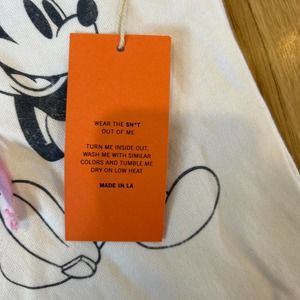 WEAR THE SH*T
OUT OF ME
TURN ME INSIDE OUT,
WASH ME WITH SIMILAR
COLORS AND TUMBLE ME
DRY ON LOW HEAT
MADE IN LA